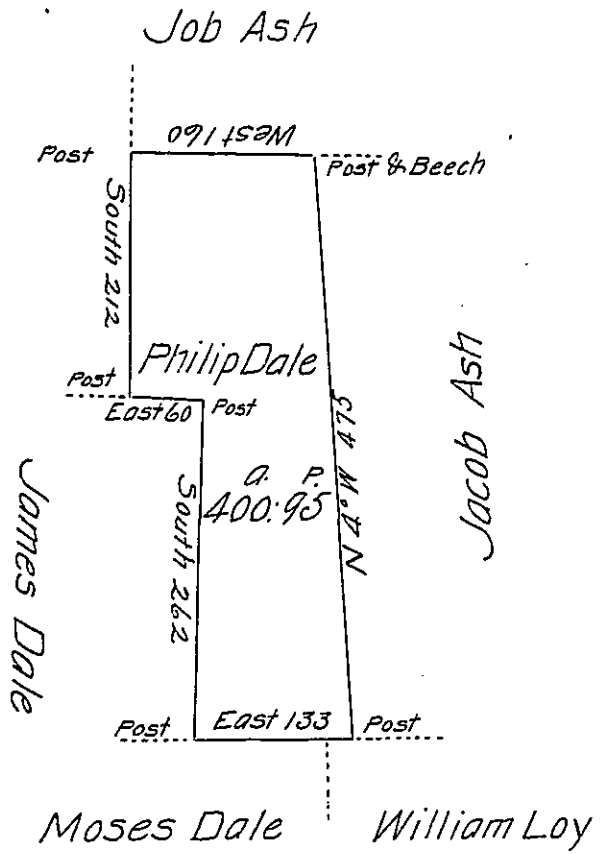 Job Ash
West 160
Post
Post & Beech
South 212
Philip Dale
Post
East 60
Post
Jacob Ash
N 4° W 475
a. P.
400:95
South 262
James Dale
Post
East 133
Post
Moses Dale
William Loy